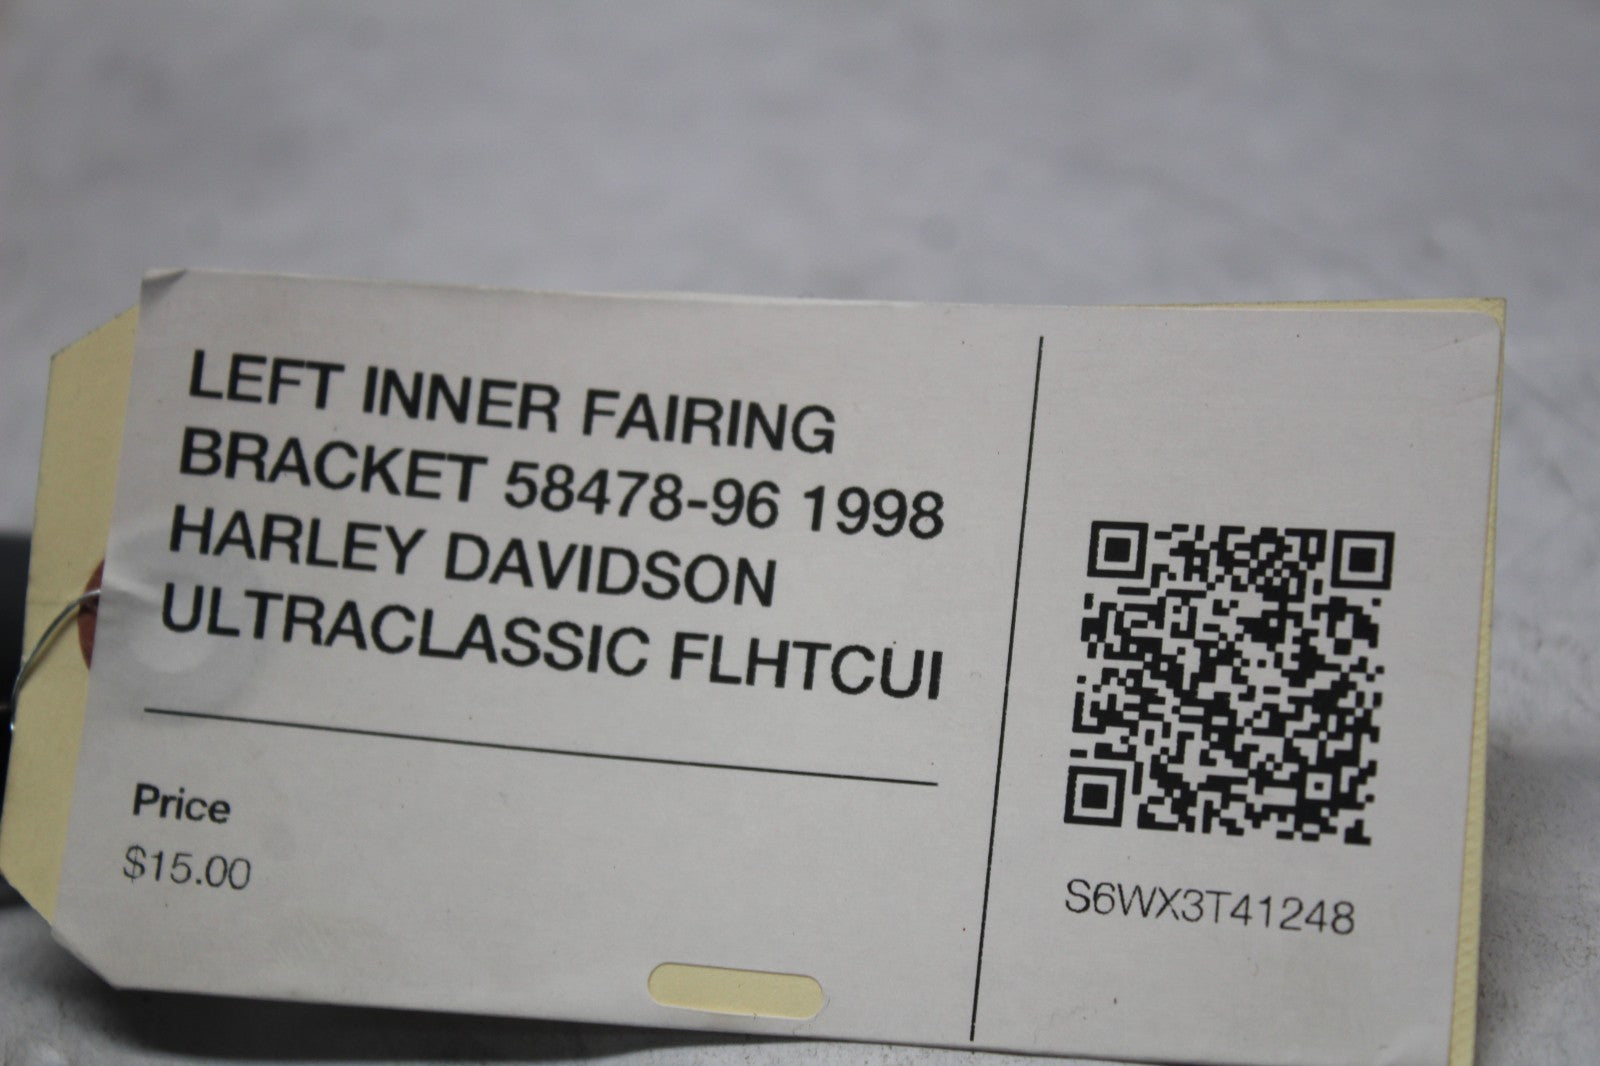 LEFT INNER FAIRING
BRACKET 58478-96 1998
HARLEY DAVIDSON
ULTRACLASSIC FLHTCUI
Price
$15.00
S6WX3T41248